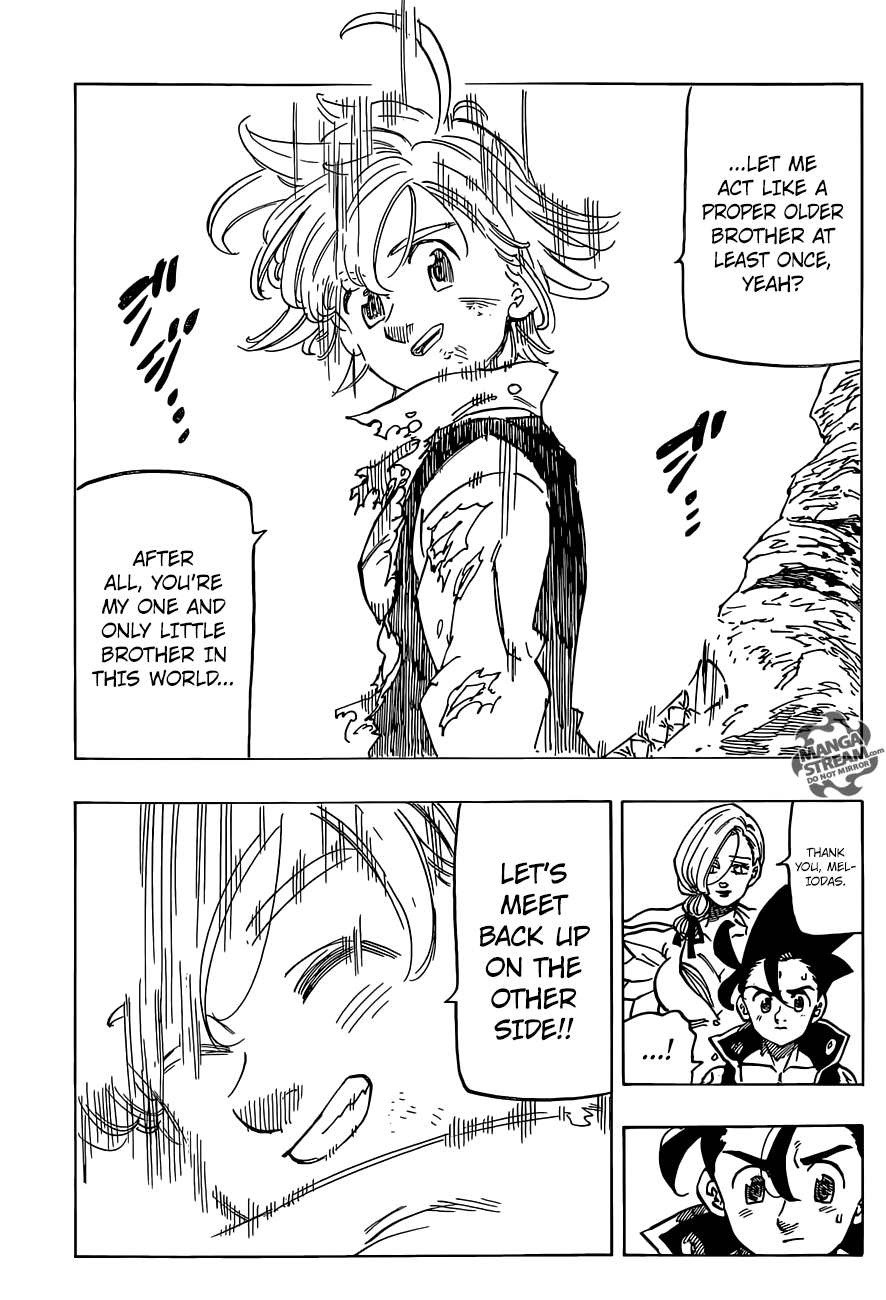 ...LET ME
ACT LIKE A
PROPER OLDER
BROTHER AT
LEAST ONCE,
YEAH?
AFTER
ALL, YOU'RE
MY ONE AND
ONLY LITTLE
BROTHER IN
THIS WORLD...
MANGA
STREAM.com
DO NOT MIRROR
THANK
YOU, MEL-
IODAS.
...!
LET'S
MEET
BACK UP
ON THE
OTHER
SIDE!!